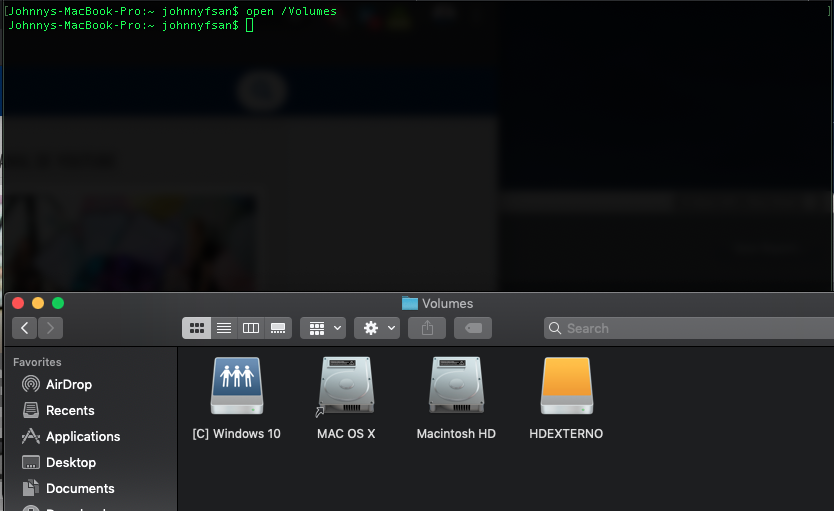 [Johnnys-MacBook-Pro:~ johnnyfsan$ open /Volumes ]
Johnnys-MacBook-Pro:~ johnnyfsan$
Volumes
Search
Favorites
AirDrop
Recents
Applications
Desktop
Documents
[C] Windows 10
MAC OS X
Macintosh HD
HDEXTERNO